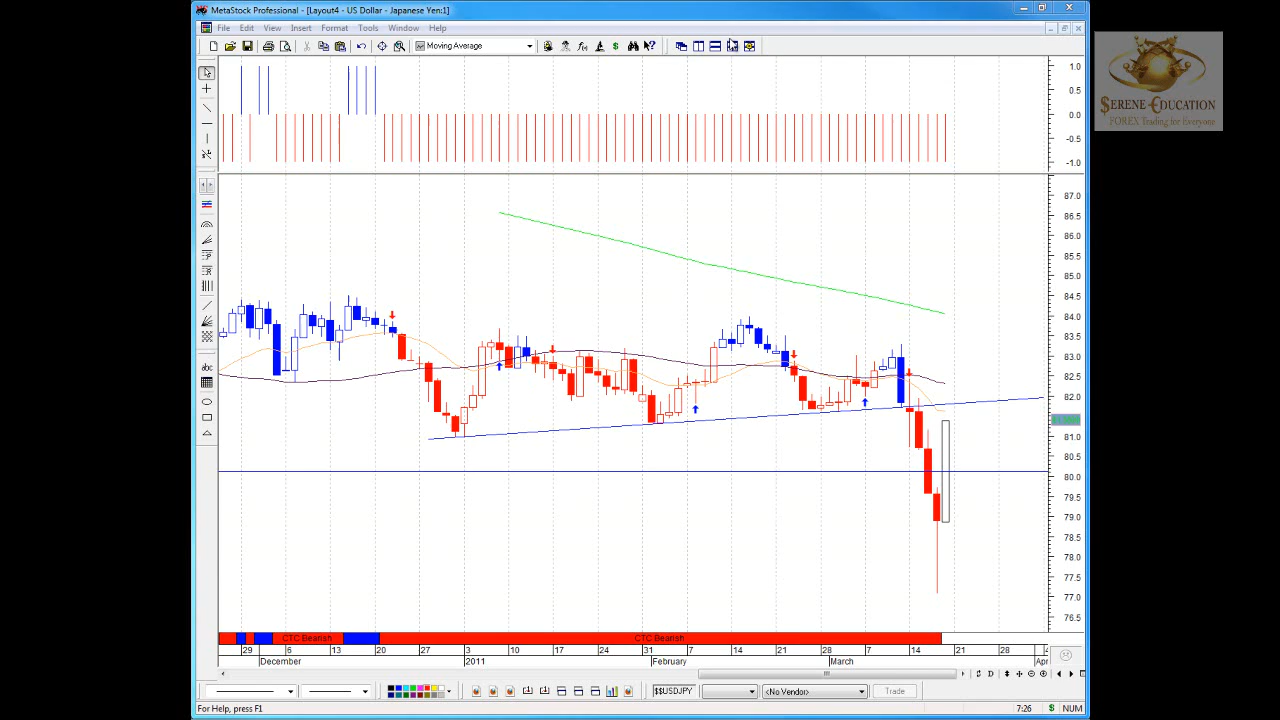 MetaStock Professional - [Layout4 - US Dollar - Japanese Yen:1]
File Edit View Insert Format Tools Window Help
Moving Average
SERENE-EDUCATION
FOREX Trading for Everyone
1.0
0.5
0.0
-0.5
-1.0
87.0
86.5
86.0
85.5
85.0
84.5
84.0
83.5
83.0
82.5
82.0
81.0
80.5
80.0
79.5
79.0
78.5
78.0
77.5
77.0
76.5
abc
CTC Bearish CTC Bearish
29 6 13 20 27 3 10 17 24 31 7 14 21 28 7 14 21 28
December 2011 February March Apr
$$USDJPY <No Vendor> Trade
For Help, press F1 7:26 $ NUM